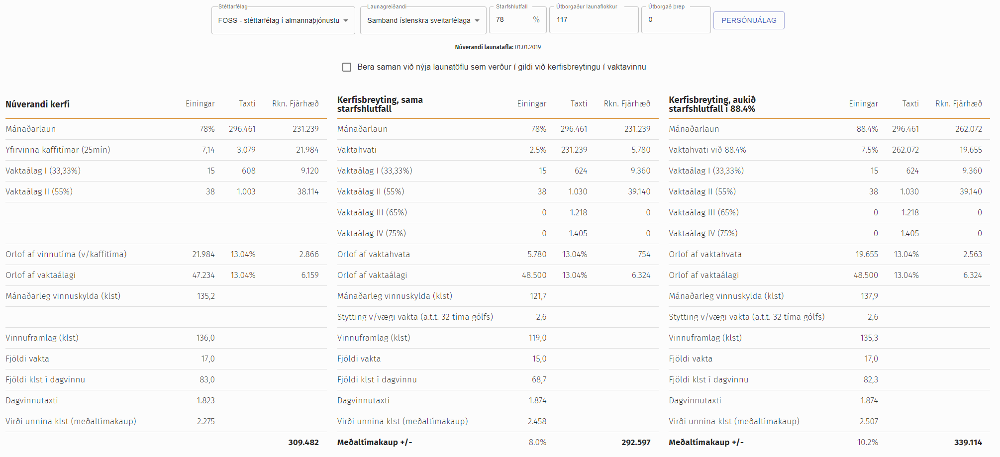 Stéttarfélag
FOSS - stéttarfélag í almannaþjónustu
Launagreiðandi
Samband íslenskra sveitarfélaga
Starfshlutfall
78 %
Útborgaður launaflokkur
117
Útborgað þrep
0
PERSÓNUÁLAG
Núverandi launatafla: 01.01.2019
Bera saman við nýja launatöflu sem verður í gildi við kerfisbreytingu í vaktavinnu
Núverandi kerfi Einingar Taxti Rkn. Fjárhæð
Mánaðarlaun 78% 296.461 231.239
Yfirvinna kaffitímar (25mín) 7,14 3.079 21.984
Vaktaálag I (33,33%) 15 608 9.120
Vaktaálag II (55%) 38 1.003 38.114
Orlof af vinnutíma (v/kaffitíma) 21.984 13.04% 2.866
Orlof af vaktaálagi 47.234 13.04% 6.159
Mánaðarleg vinnuskylda (klst) 135,2
Vinnuframlag (klst) 136,0
Fjöldi vakta 17,0
Fjöldi klst í dagvinnu 83,0
Dagvinnutaxti 1.823
Virði unnina klst (meðaltímakaup) 2.275
309.482
Kerfisbreyting, sama
starfshlutfall
Einingar Taxti Rkn. Fjárhæð
Mánaðarlaun 78% 296.461 231.239
Vaktahvati 2.5% 231.239 5.780
Vaktaálag I (33,33%) 15 624 9.360
Vaktaálag II (55%) 38 1.030 39.140
Vaktaálag III (65%) 0 1.218 0
Vaktaálag IV (75%) 0 1.405 0
Orlof af vaktahvata 5.780 13.04% 754
Orlof af vaktaálagi 48.500 13.04% 6.324
Mánaðarleg vinnuskylda (klst) 121,7
Stytting v/vægi vakta (a.t.t. 32 tíma gólfs) 2,6
Vinnuframlag (klst) 119,0
Fjöldi vakta 15,0
Fjöldi klst í dagvinnu 68,7
Dagvinnutaxti 1.874
Virði unnina klst (meðaltímakaup) 2.458
Meðaltímakaup +/- 8.0% 292.597
Kerfisbreyting, aukið
starfshlutfall í 88.4%
Einingar Taxti Rkn. Fjárhæð
Mánaðarlaun 88.4% 296.461 262.072
Vaktahvati við 88.4% 7.5% 262.072 19.655
Vaktaálag I (33,33%) 15 624 9.360
Vaktaálag II (55%) 38 1.030 39.140
Vaktaálag III (65%) 0 1.218 0
Vaktaálag IV (75%) 0 1.405 0
Orlof af vaktahvata 19.655 13.04% 2.563
Orlof af vaktaálagi 48.500 13.04% 6.324
Mánaðarleg vinnuskylda (klst) 137,9
Stytting v/vægi vakta (a.t.t. 32 tíma gólfs) 2,6
Vinnuframlag (klst) 135,3
Fjöldi vakta 17,0
Fjöldi klst í dagvinnu 82,3
Dagvinnutaxti 1.874
Virði unnina klst (meðaltímakaup) 2.507
Meðaltímakaup +/- 10.2% 339.114